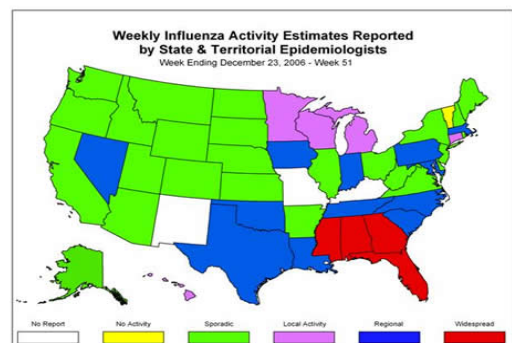 Weekly Influenza Activity Estimates Reported
by State & Territorial Epidemiologists
Week Ending December 23, 2006 - Week 51
No Report
No Activity
Sporadic
Local Activity
Regional
Widespread